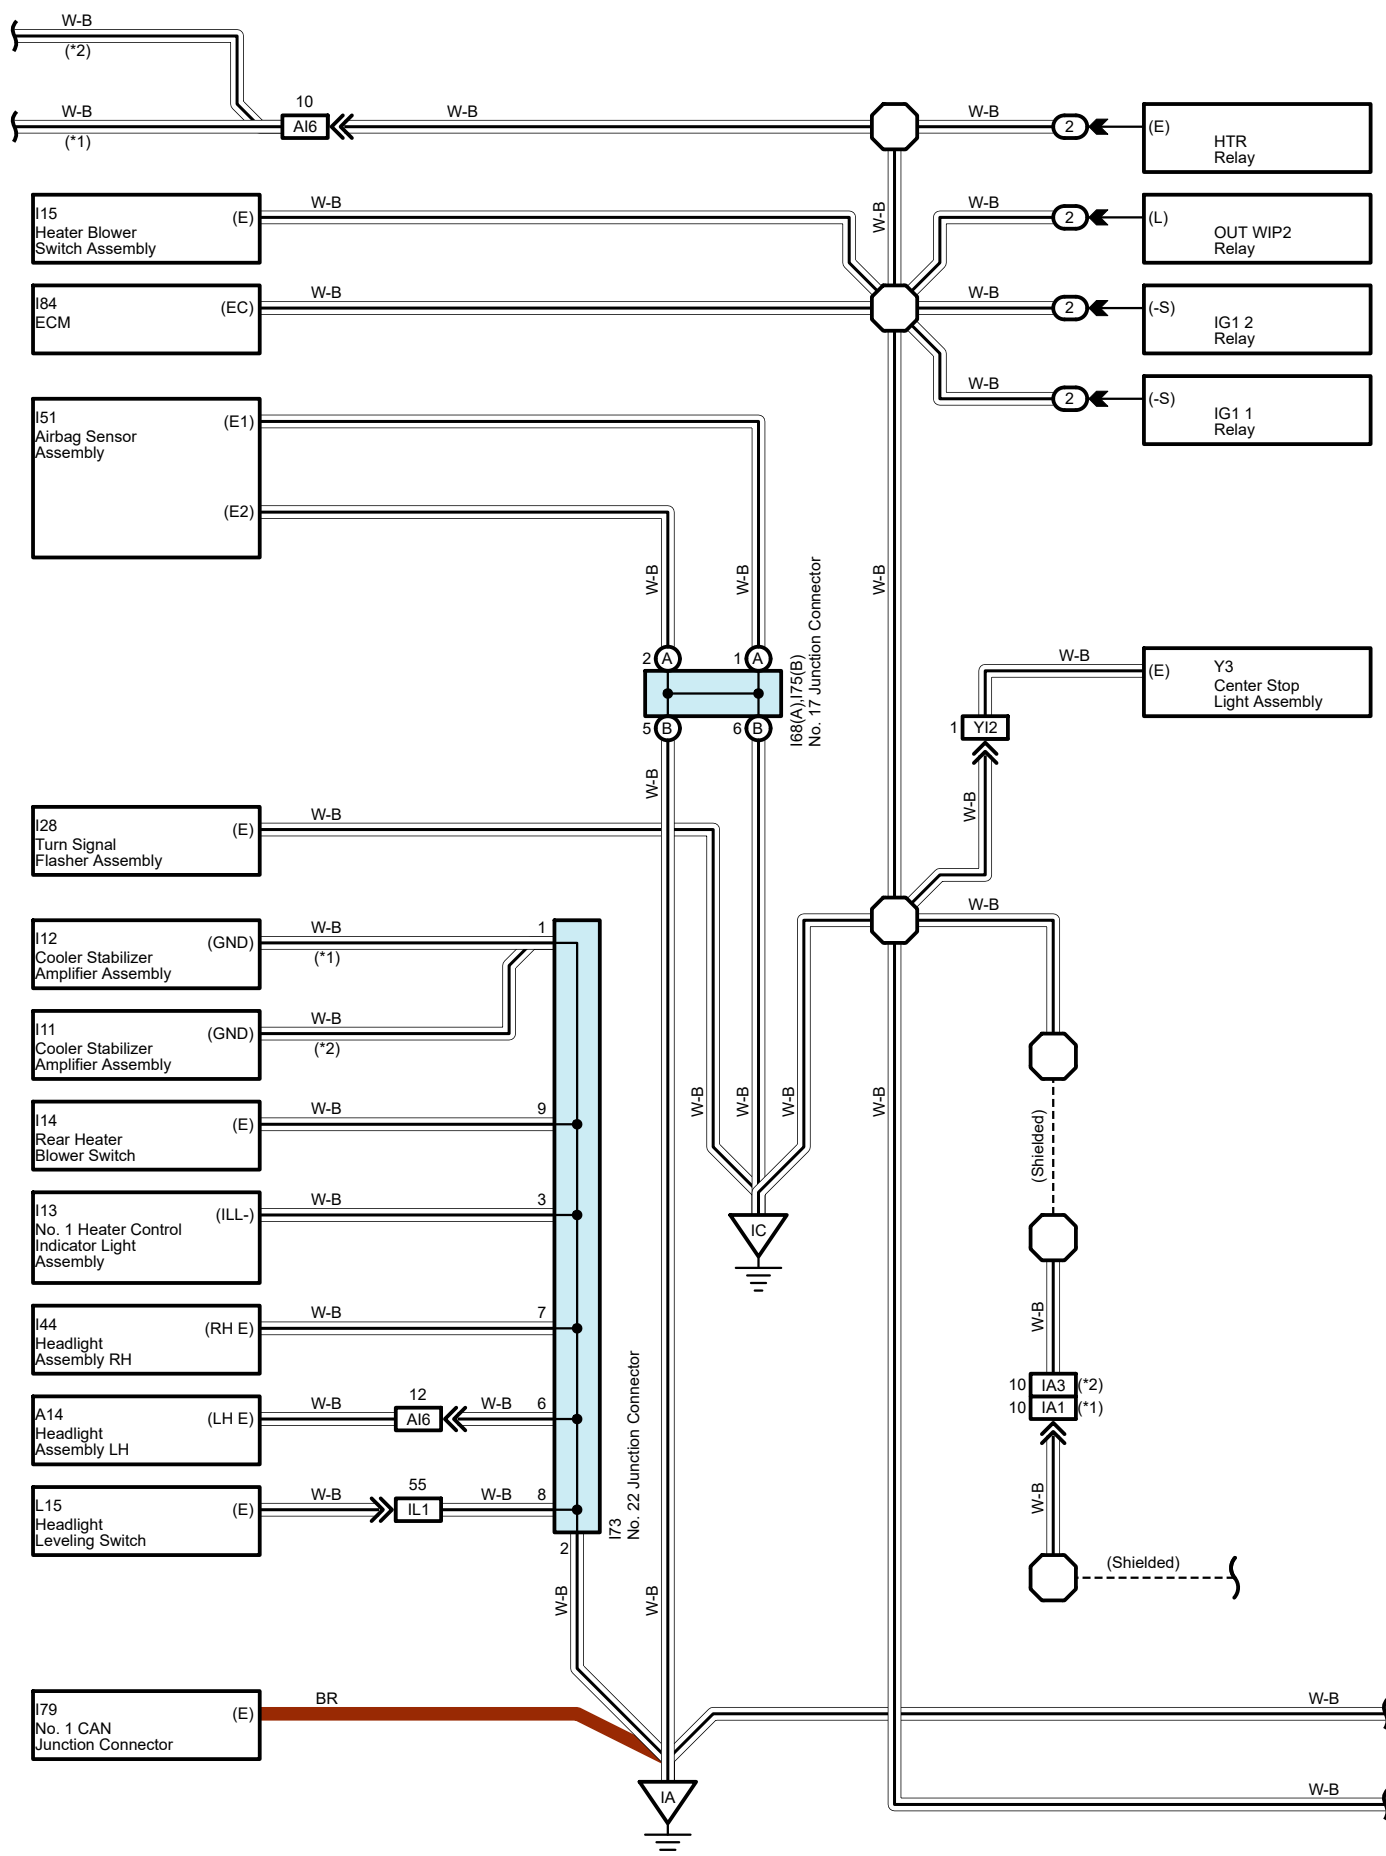 W-B
(*2)
W-B
(*1)
10
AI6
W-B
W-B
2
(E)
HTR
Relay
I15
Heater Blower
Switch Assembly
(E)
W-B
W-B
W-B
2
(L)
OUT WIP2
Relay
I84
ECM
(EC)
W-B
W-B
2
(-S)
IG1 2
Relay
W-B
2
(-S)
IG1 1
Relay
I51
Airbag Sensor
Assembly
(E1)
(E2)
W-B
W-B
W-B
2
A
1
A
5
B
6
B
I68(A),I75(B)
No. 17 Junction Connector
W-B
W-B
(E)
Y3
Center Stop
Light Assembly
1
YI2
W-B
I28
Turn Signal
Flasher Assembly
(E)
W-B
W-B
I12
Cooler Stabilizer
Amplifier Assembly
(GND)
W-B
(*1)
1
I11
Cooler Stabilizer
Amplifier Assembly
(GND)
W-B
(*2)
I14
Rear Heater
Blower Switch
(E)
W-B
9
W-B
W-B
W-B
W-B
(Shielded)
I13
No. 1 Heater Control
Indicator Light
Assembly
(ILL-)
W-B
3
IC
I44
Headlight
Assembly RH
(RH E)
W-B
7
W-B
A14
Headlight
Assembly LH
(LH E)
W-B
12
AI6
W-B
6
10
IA3
(*2)
10
IA1
(*1)
L15
Headlight
Leveling Switch
(E)
W-B
55
IL1
W-B
8
I73
No. 22 Junction Connector
W-B
2
(Shielded)
W-B
W-B
I79
No. 1 CAN
Junction Connector
(E)
BR
W-B
IA
W-B